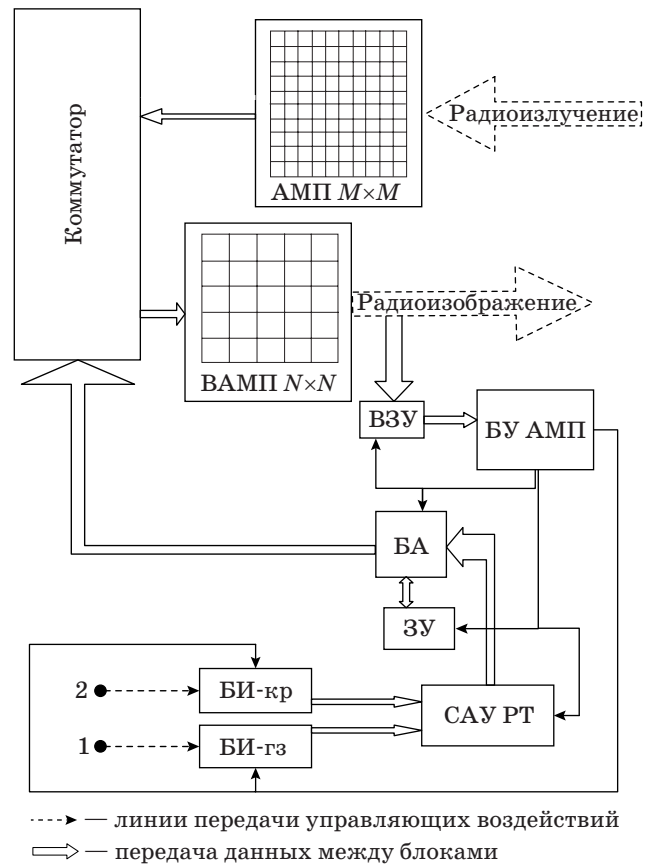 Коммутатор
АМП M×M
Радиоизлучение
ВАМП N×N
Радиоизображение
ВЗУ
БУ АМП
БА
ЗУ
2
БИ-кр
1
БИ-гз
САУ РТ
— линии передачи управляющих воздействий
— передача данных между блоками